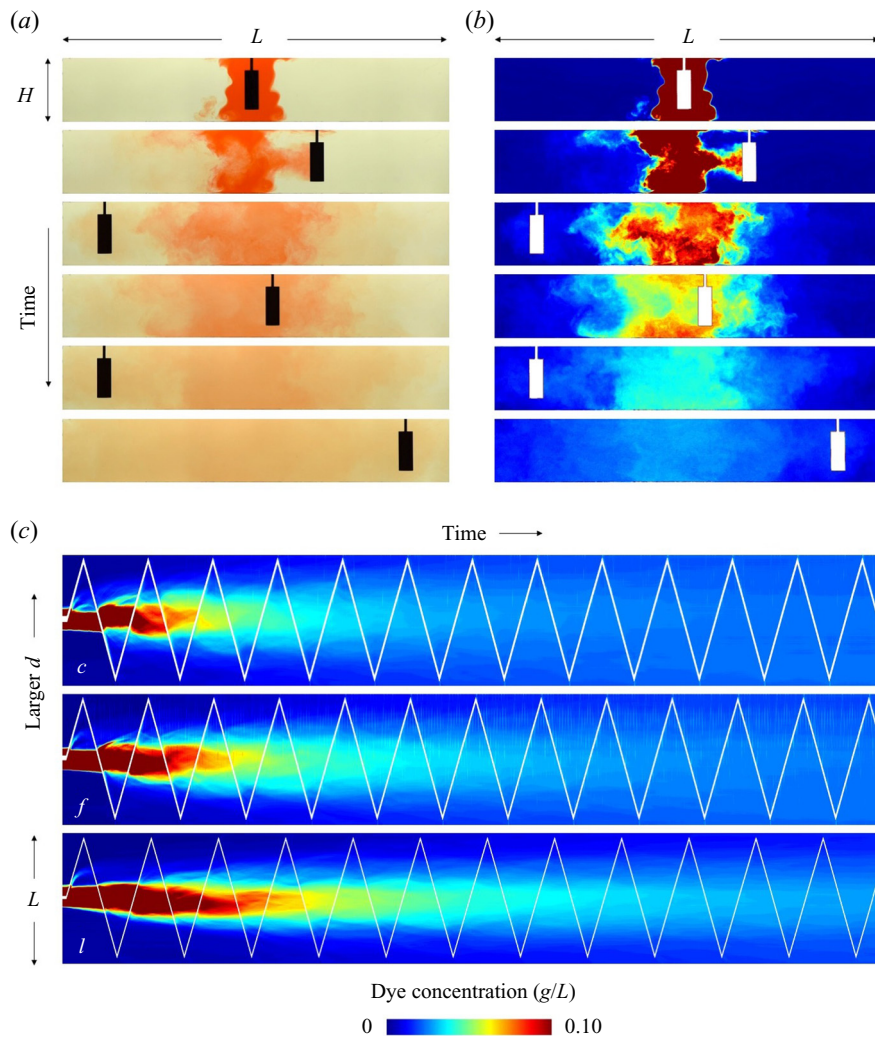 (a)
(b)
L
L
H
Time
(c)
Time
Larger d
c
f
L
l
Dye concentration (g/L)
0
0.10